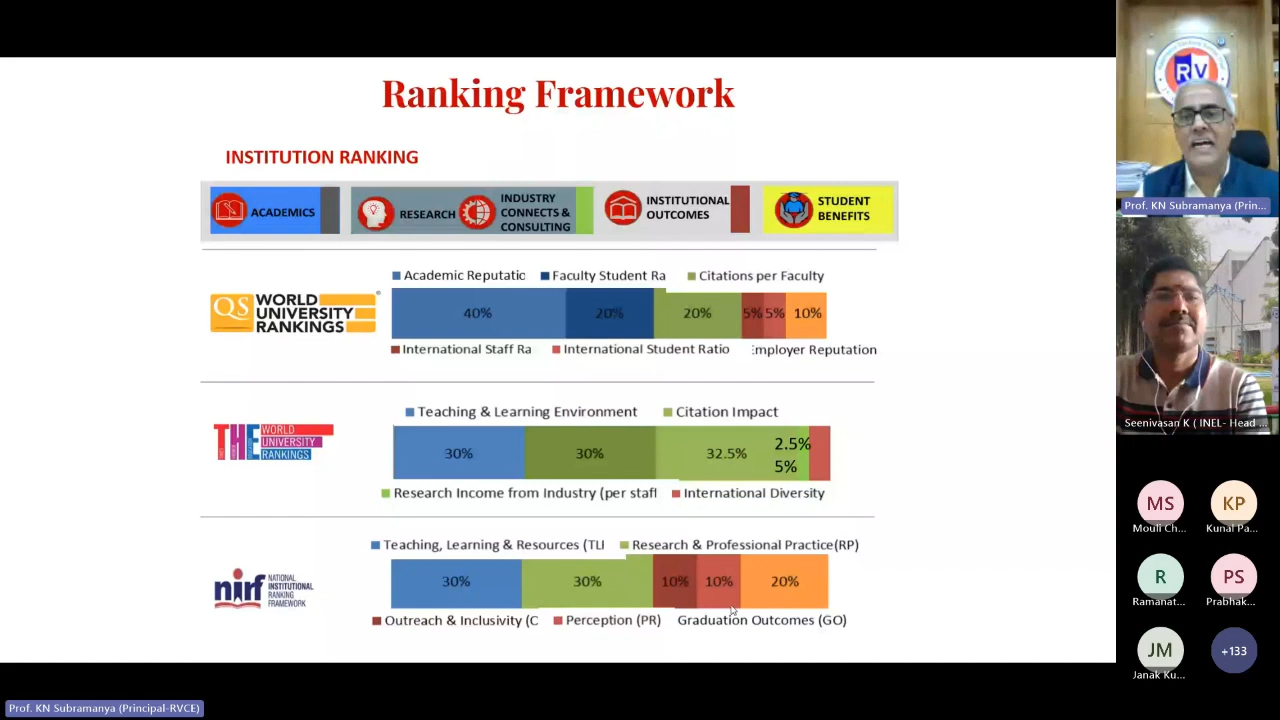 Ranking Framework
INSTITUTION RANKING
ACADEMICS
RESEARCH
INDUSTRY
CONNECTS &
CONSULTING
INSTITUTIONAL
OUTCOMES
STUDENT
BENEFITS
Academic Reputatic Faculty Student Ra Citations per Faculty
QS WORLD
UNIVERSITY
RANKINGS
40% 20% 20% 5% 5% 10%
International Staff Ra International Student Ratio Employer Reputation
Teaching & Learning Environment Citation Impact
THE WORLD
UNIVERSITY
RANKINGS
30% 30% 32.5% 2.5%
5%
Research Income from Industry (per staff International Diversity
Teaching, Learning & Resources (TLI Research & Professional Practice(RP)
nirf NATIONAL
INSTITUTIONAL
RANKING
FRAMEWORK
30% 30% 10% 10% 20%
Outreach & Inclusivity (C Perception (PR) Graduation Outcomes (GO)
RV
Prof. KN Subramanya (Prin...
Seenivasan K ( INEL- Head ...
MS KP
Mouli Ch... Kunal Pa...
R PS
Ramanat... Prabhak...
JM +133
Janak Ku...
Prof. KN Subramanya (Principal-RVCE)